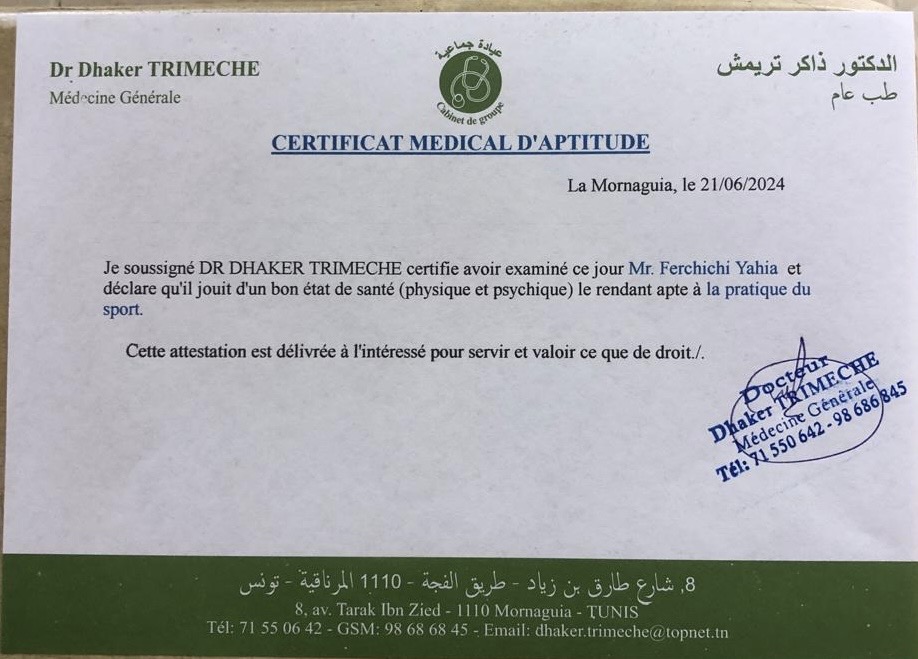 Dr Dhaker TRIMECHE
Médecine Générale
عيادة جماعية
Cabinet de groupe
الدكتور ذاكر تريمش
طب عام
CERTIFICAT MEDICAL D'APTITUDE
La Mornaguia, le 21/06/2024
Je soussigné DR DHAKER TRIMECHE certifie avoir examiné ce jour Mr. Ferchichi Yahia et
déclare qu'il jouit d'un bon état de santé (physique et psychique) le rendant apte à la pratique du
sport.
Cette attestation est délivrée à l'intéressé pour servir et valoir ce que de droit./.
Docteur
Dhaker TRIMECHE
Médecine Générale
Tél: 71 550 642 - 98 686 845
8, شارع طارق بن زياد - طريق الفجة - 1110 المرناقية - تونس
8, av. Tarak Ibn Zied - 1110 Mornaguia - TUNIS
Tél: 71 55 06 42 - GSM: 98 68 68 45 - Email: dhaker.trimeche@topnet.tn